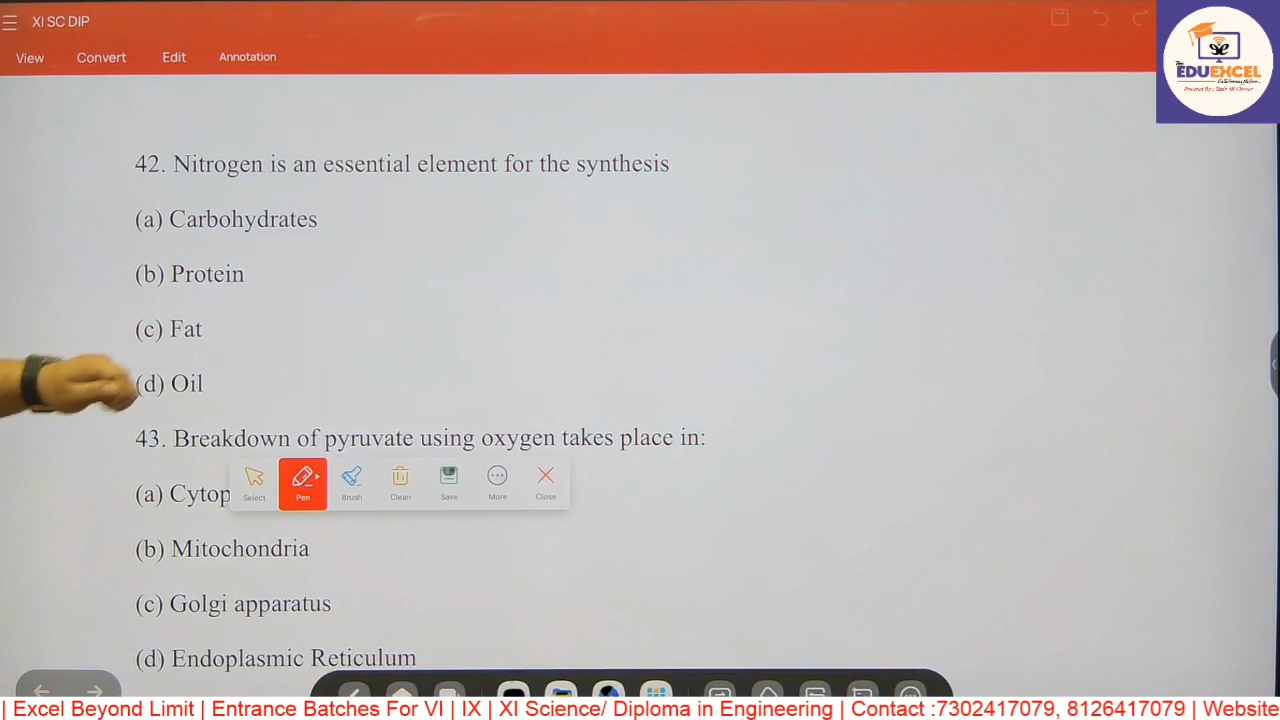 XI SC DIP
View Convert Edit Annotation
The
EDUEXCEL
42. Nitrogen is an essential element for the synthesis
(a) Carbohydrates
(b) Protein
(c) Fat
(d) Oil
43. Breakdown of pyruvate using oxygen takes place in:
(a) Cytop
Select Pen Brush Clean Save More Close
(b) Mitochondria
(c) Golgi apparatus
(d) Endoplasmic Reticulum
| Excel Beyond Limit | Entrance Batches For VI | IX | XI Science/ Diploma in Engineering | Contact :7302417079, 8126417079 | Website